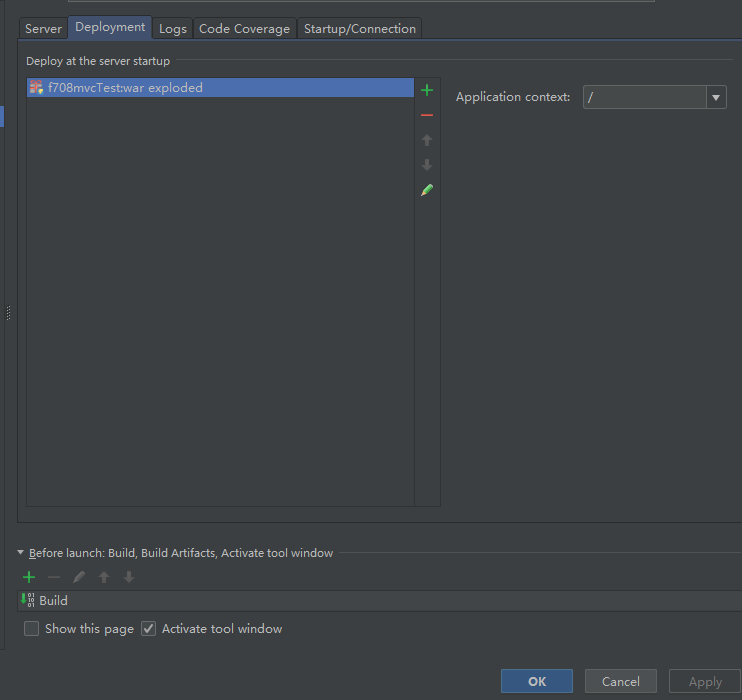 Server Deployment Logs Code Coverage Startup/Connection
Deploy at the server startup
f708mvcTest:war exploded
Application context: /
Before launch: Build, Build Artifacts, Activate tool window
Build
Show this page Activate tool window
OK Cancel Apply